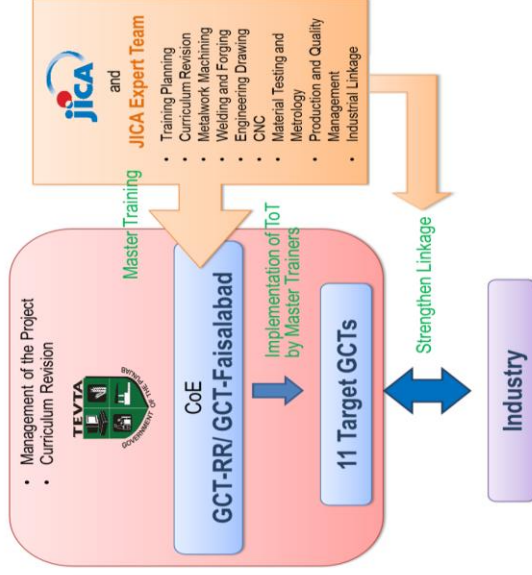 • Management of the Project
• Curriculum Revision
TEVTA
GOVERNMENT OF THE PUNJAB
CoE
GCT-RR/ GCT-Faisalabad
Implementation of ToT
by Master Trainers
11 Target GCTs
Industry
Master Training
Strengthen Linkage
jica
and
JICA Expert Team
• Training Planning
• Curriculum Revision
• Metalwork Machining
• Welding and Forging
• Engineering Drawing
• CNC
• Material Testing and
Metrology
• Production and Quality
Management
• Industrial Linkage